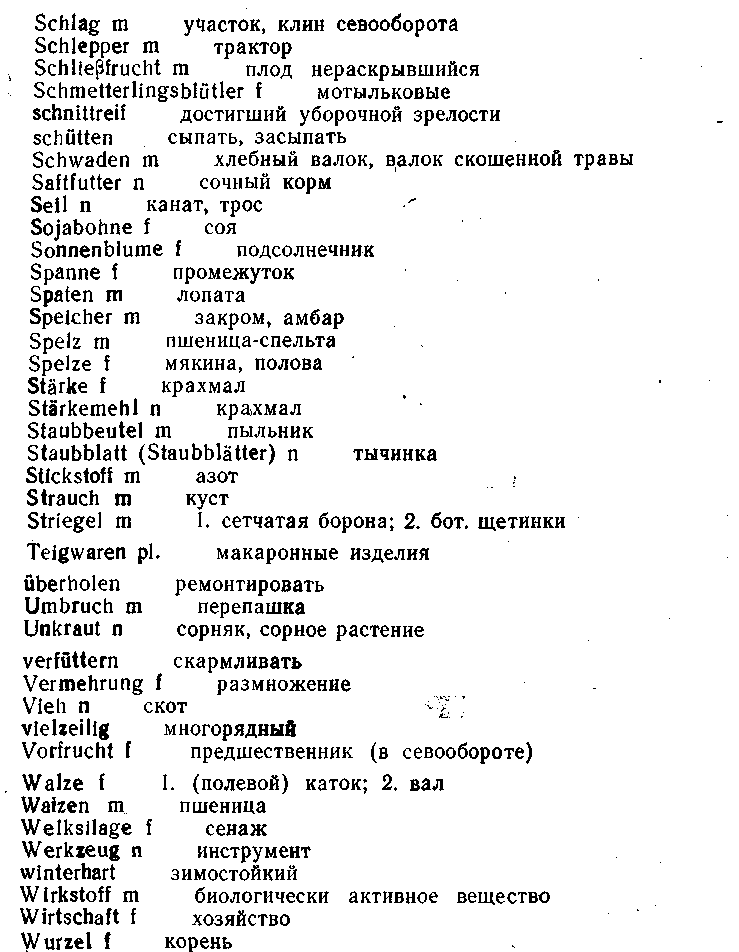 Schlag m участок, клин севооборота
Schlepper m трактор
Schließfrucht m плод нераскрывшийся
Schmetterlingsblütler f мотыльковые
schnittreif достигший уборочной зрелости
schütten сыпать, засыпать
Schwaden m хлебный валок, валок скошенной травы
Saftfutter n сочный корм
Seil n канат, трос
Sojabohne f соя
Sonnenblume f подсолнечник
Spanne f промежуток
Spaten m лопата
Speicher m закром, амбар
Spelz m пшеница-спельта
Spelze f мякина, полова
Stärke f крахмал
Stärkemehl n крахмал
Staubbeutel m пыльник
Staubblatt (Staubblätter) n тычинка
Stickstoff m азот
Strauch m куст
Striegel m 1. сетчатая борона; 2. бот. щетинки
Teigwaren pl. макаронные изделия
überholen ремонтировать
Umbruch m перепашка
Unkraut n сорняк, сорное растение
verfüttern скармливать
Vermehrung f размножение
Vieh n скот
vielzeilig многорядный
Vorfrucht f предшественник (в севообороте)
Walze f 1. (полевой) каток; 2. вал
Waizen m пшеница
Welksilage f сенаж
Werkzeug n инструмент
winterhart зимостойкий
Wirkstoff m биологически активное вещество
Wirtschaft f хозяйство
Wurzel f корень